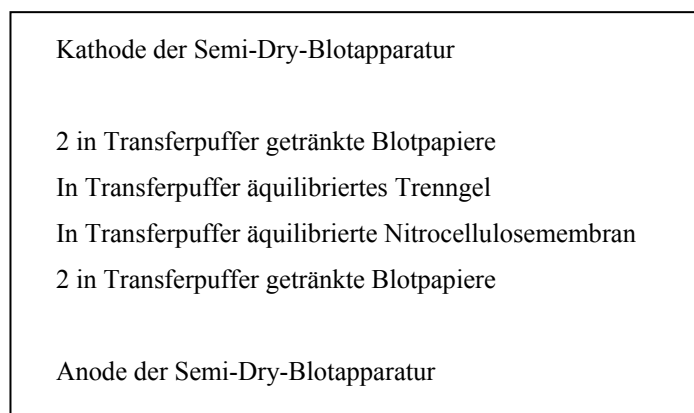 Kathode der Semi-Dry-Blotapparatur
2 in Transferpuffer getränkte Blotpapiere
In Transferpuffer äquilibriertes Trenngel
In Transferpuffer äquilibrierte Nitrocellulosemembran
2 in Transferpuffer getränkte Blotpapiere
Anode der Semi-Dry-Blotapparatur